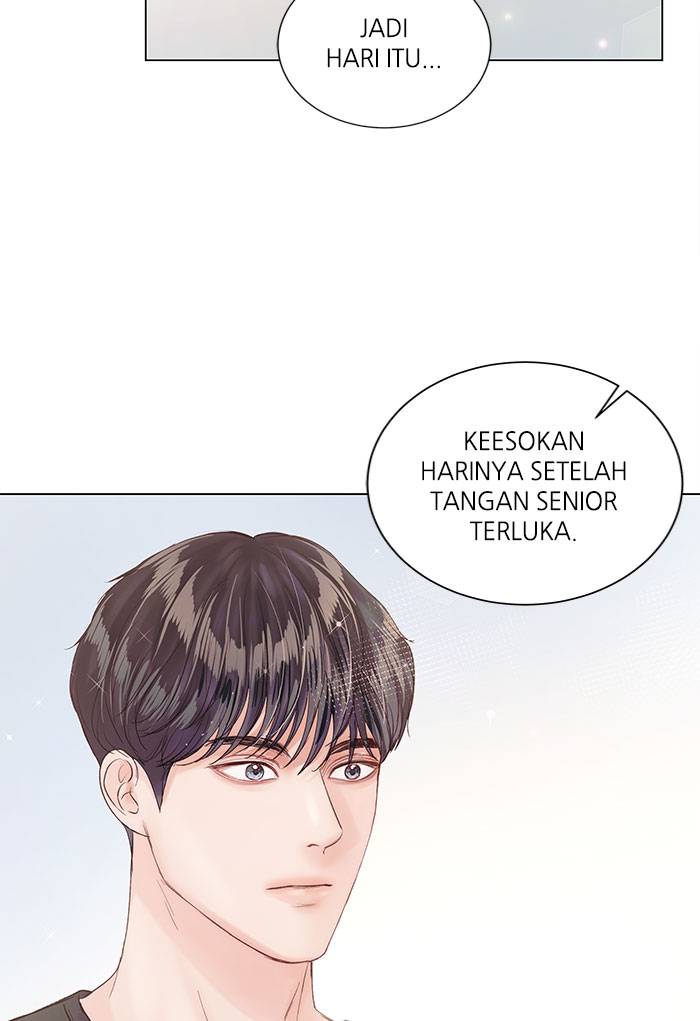 JADI
HARI ITU...
KEESOKAN
HARINYA SETELAH
TANGAN SENIOR
TERLUKA.